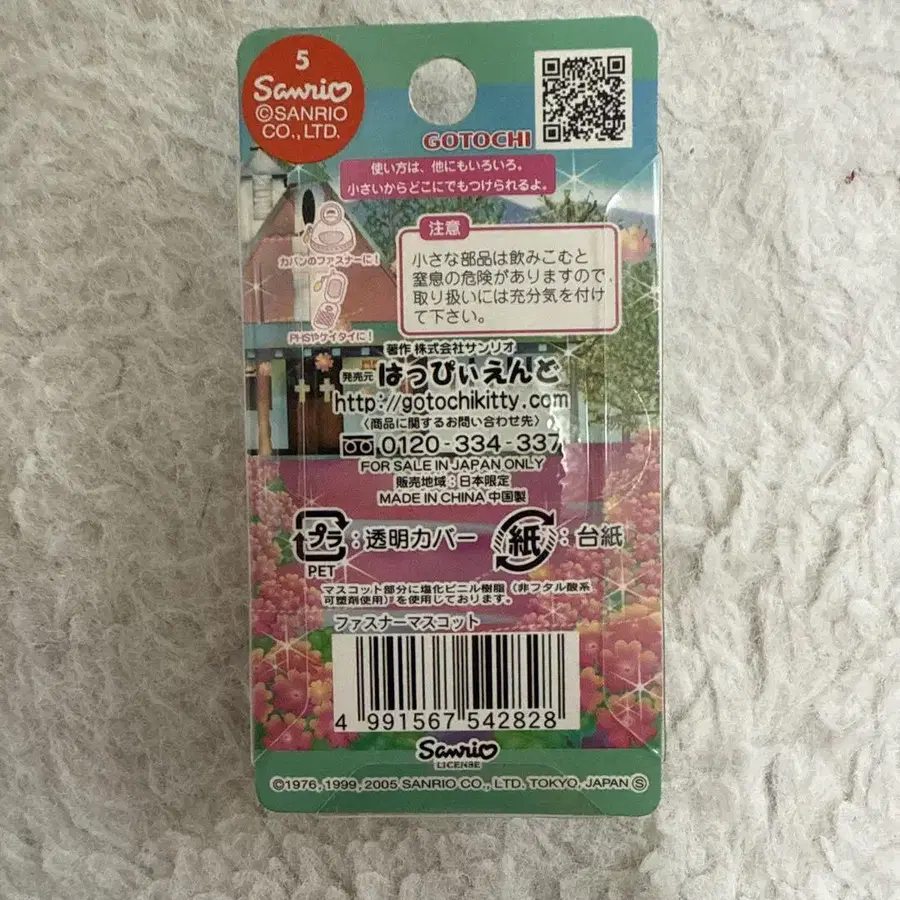 5
Sanrio
©SANRIO
CO., LTD.
GOTOCHI
使い方は、他にもいろいろ。
小さいからどこにでもつけられるよ。
カバンのファスナーに!
PHSやケイタイに!
注意
小さな部品は飲みこむと
窒息の危険がありますので、
取り扱いには充分気を付け
て下さい。
著作 株式会社サンリオ
発売元 はっぴぃえんど
http://gotochikitty.com
〈商品に関するお問い合わせ先〉
0120-334-337
FOR SALE IN JAPAN ONLY
販売地域:日本限定
MADE IN CHINA 中国製
プラ:透明カバー 紙:台紙
PET
マスコット部分に塩化ビニル樹脂(非フタル酸系
可塑剤使用)を使用しております。
ファスナーマスコット
4 991567 542828
Sanrio
LICENSE
©1976, 1999, 2005 SANRIO CO., LTD. TOKYO, JAPAN Ⓢ